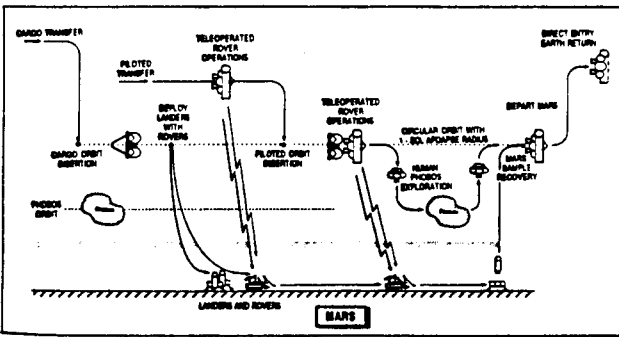 CARGO TRANSFER
TELEOPERATED
ROVER
OPERATIONS
DIRECT ENTRY
EARTH RETURN
PILOTED
TRANSFER
DEPLOY
LANDERS
WITH
ROVERS
TELEOPERATED
ROVER
OPERATIONS
DEPART MARS
CIRCULAR ORBIT WITH
1-SOL APOAPSE RADIUS
CARGO ORBIT
INSERTION
PILOTED ORBIT
INSERTION
HUMAN
PHOBOS
EXPLORATION
MARS
SAMPLE
RECOVERY
PHOBOS
ORBIT
LANDERS AND ROVERS
MARS